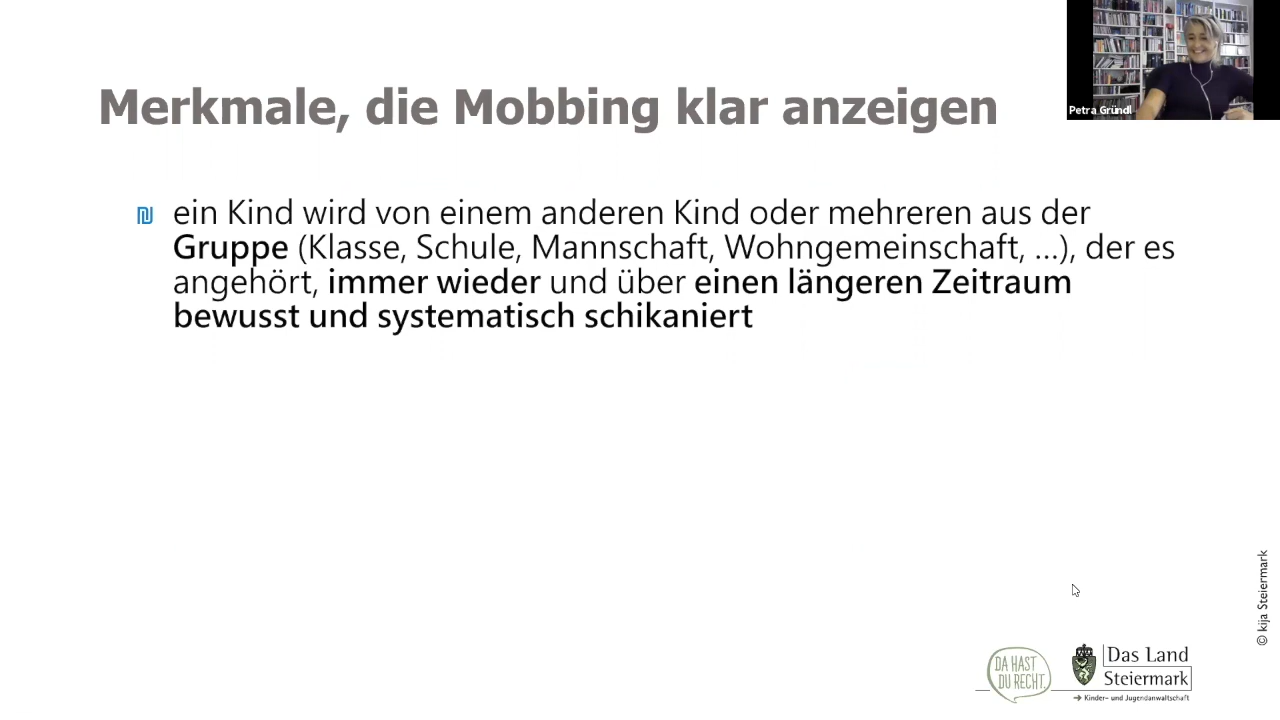 Merkmale, die Mobbing klar anzeigen
Petra Gründl
ein Kind wird von einem anderen Kind oder mehreren aus der
Gruppe (Klasse, Schule, Mannschaft, Wohngemeinschaft, ...), der es
angehört, immer wieder und über einen längeren Zeitraum
bewusst und systematisch schikaniert
© kija Steiermark
DA HAST
DU RECHT.
Das Land
Steiermark
→ Kinder- und Jugendanwaltschaft